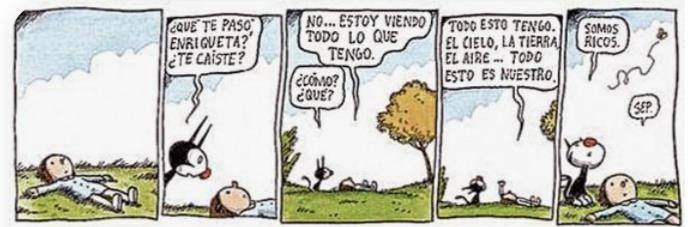 ¿QUÉ TE PASÓ
ENRIQUETA?
¿TE CAÍSTE?
NO... ESTOY VIENDO
TODO LO QUE
TENGO.
¿CÓMO?
¿QUÉ?
TODO ESTO TENGO.
EL CIELO, LA TIERRA,
EL AIRE... TODO
ESTO ES NUESTRO.
SOMOS
RICOS.
SEP.